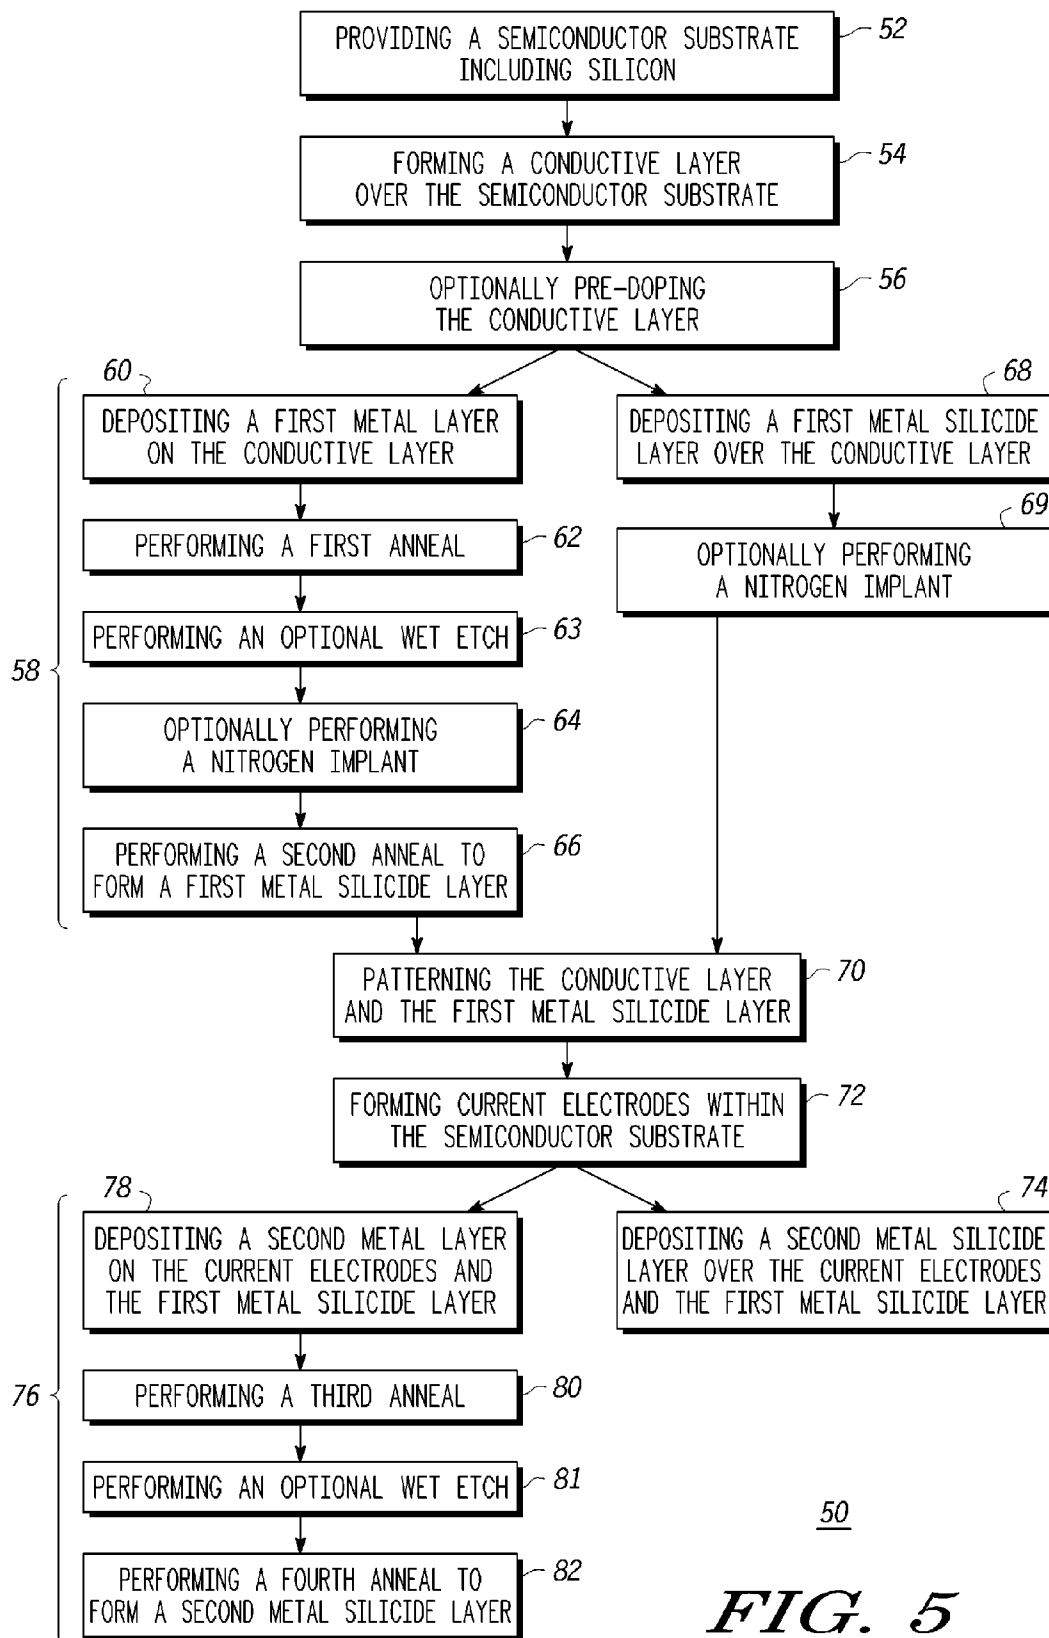 PROVIDING A SEMICONDUCTOR SUBSTRATE
INCLUDING SILICON
52
FORMING A CONDUCTIVE LAYER
OVER THE SEMICONDUCTOR SUBSTRATE
54
OPTIONALLY PRE-DOPING
THE CONDUCTIVE LAYER
56
58
60
DEPOSITING A FIRST METAL LAYER
ON THE CONDUCTIVE LAYER
PERFORMING A FIRST ANNEAL
62
PERFORMING AN OPTIONAL WET ETCH
63
OPTIONALLY PERFORMING
A NITROGEN IMPLANT
64
PERFORMING A SECOND ANNEAL TO
FORM A FIRST METAL SILICIDE LAYER
66
68
DEPOSITING A FIRST METAL SILICIDE
LAYER OVER THE CONDUCTIVE LAYER
69
OPTIONALLY PERFORMING
A NITROGEN IMPLANT
PATTERNING THE CONDUCTIVE LAYER
AND THE FIRST METAL SILICIDE LAYER
70
FORMING CURRENT ELECTRODES WITHIN
THE SEMICONDUCTOR SUBSTRATE
72
76
78
DEPOSITING A SECOND METAL LAYER
ON THE CURRENT ELECTRODES AND
THE FIRST METAL SILICIDE LAYER
PERFORMING A THIRD ANNEAL
80
PERFORMING AN OPTIONAL WET ETCH
81
PERFORMING A FOURTH ANNEAL TO
FORM A SECOND METAL SILICIDE LAYER
82
74
DEPOSITING A SECOND METAL SILICIDE
LAYER OVER THE CURRENT ELECTRODES
AND THE FIRST METAL SILICIDE LAYER
50
FIG. 5